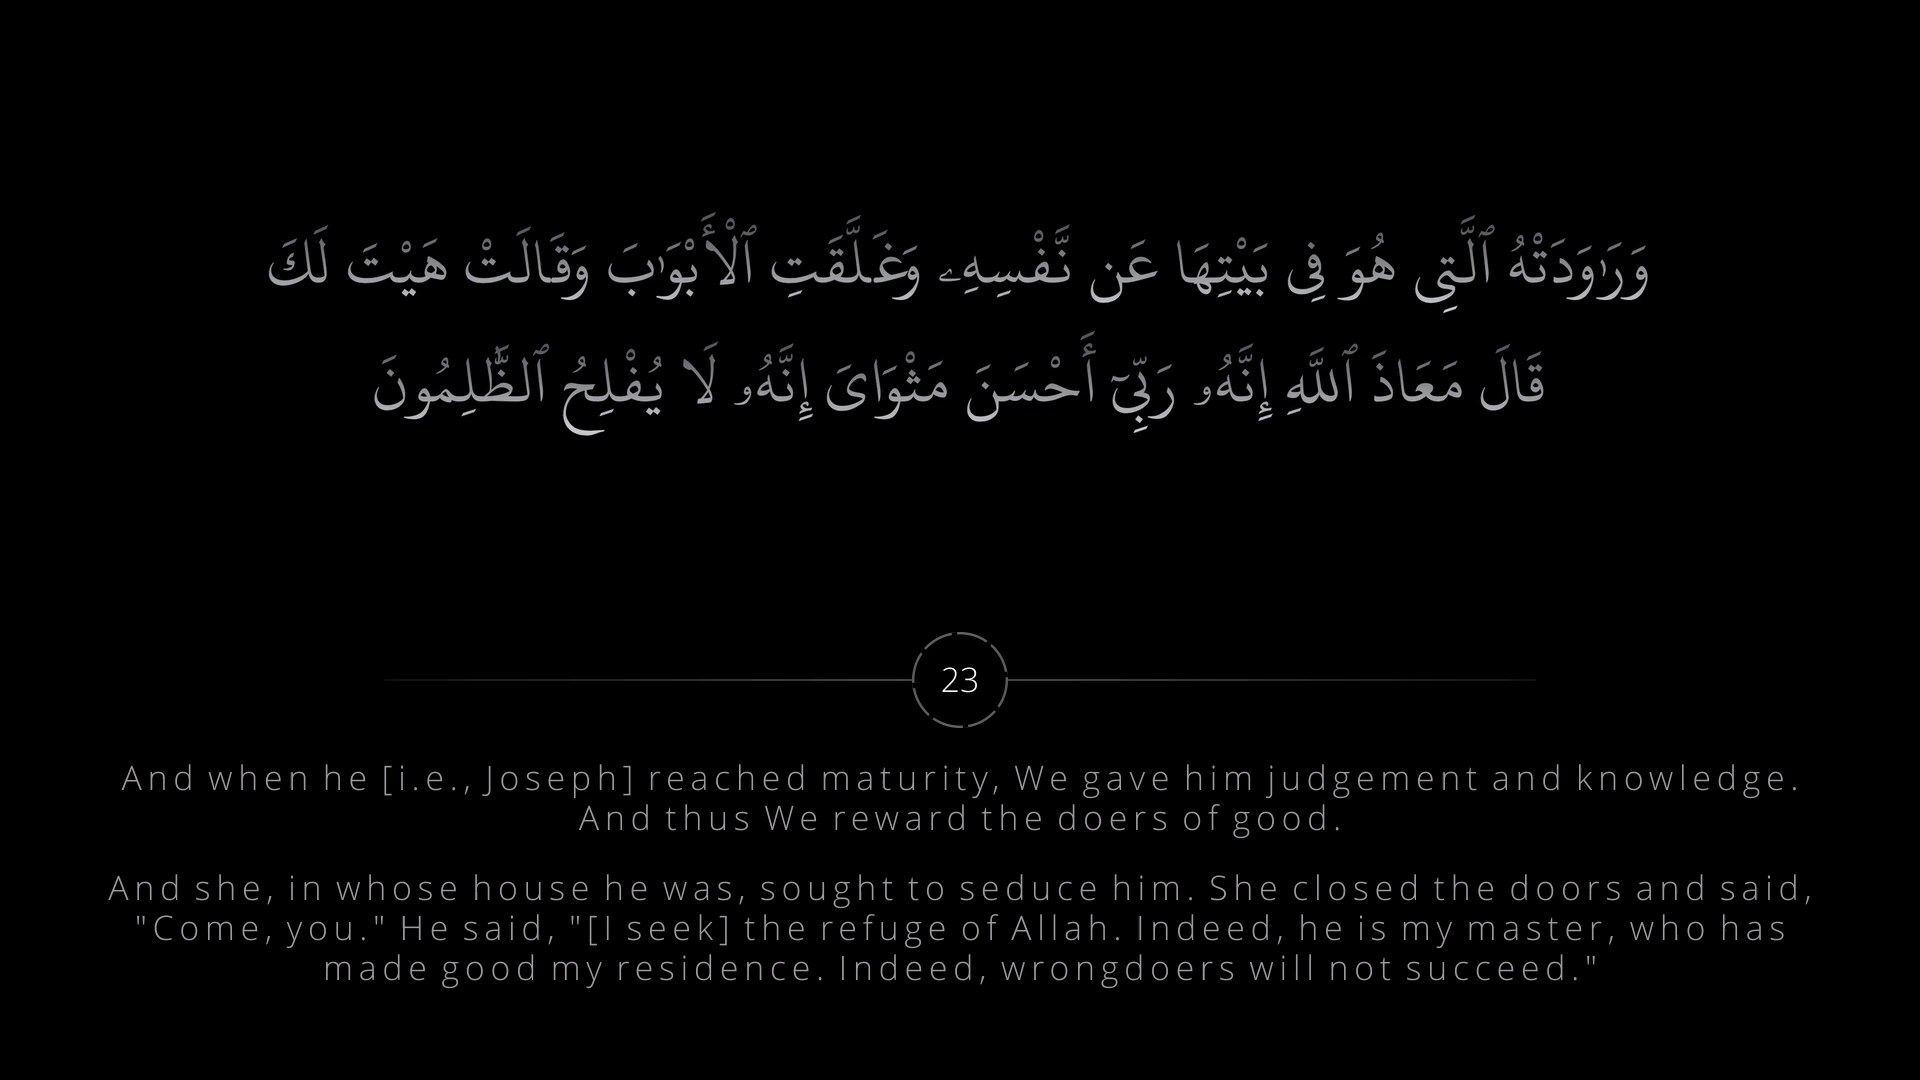 وَرَٰوَدَتْهُ ٱلَّتِى هُوَ فِى بَيْتِهَا عَن نَّفْسِهِۦ وَغَلَّقَتِ ٱلْأَبْوَٰبَ وَقَالَتْ هَيْتَ لَكَ
قَالَ مَعَاذَ ٱللَّهِ إِنَّهُۥ رَبِّىٓ أَحْسَنَ مَثْوَاىَ إِنَّهُۥ لَا يُفْلِحُ ٱلظَّٰلِمُونَ
23
And when he [i.e., Joseph] reached maturity, We gave him judgement and knowledge.
And thus We reward the doers of good.
And she, in whose house he was, sought to seduce him. She closed the doors and said,
"Come, you." He said, "[I seek] the refuge of Allah. Indeed, he is my master, who has
made good my residence. Indeed, wrongdoers will not succeed."